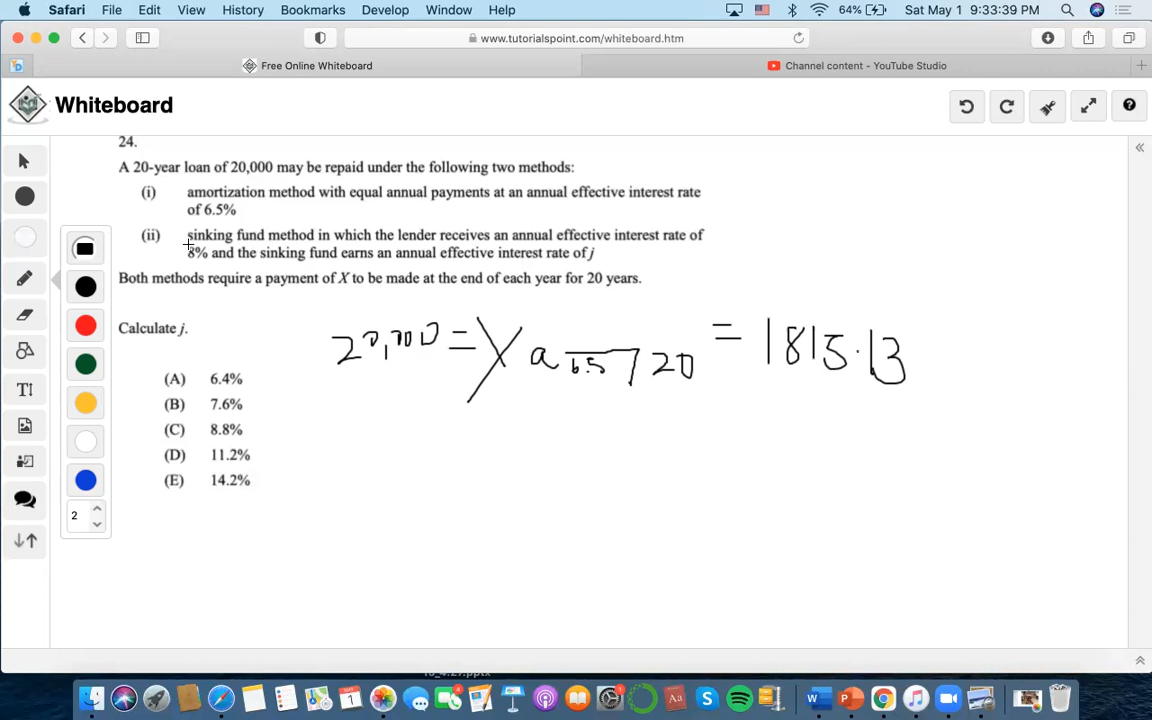 Safari File Edit View History Bookmarks Develop Window Help 64% Sat May 1 9:33:39 PM
www.tutorialspoint.com/whiteboard.htm
Free Online Whiteboard Channel content - YouTube Studio
Whiteboard
24.
A 20-year loan of 20,000 may be repaid under the following two methods:
(i) amortization method with equal annual payments at an annual effective interest rate
of 6.5%
(ii) sinking fund method in which the lender receives an annual effective interest rate of
8% and the sinking fund earns an annual effective interest rate of j
Both methods require a payment of X to be made at the end of each year for 20 years.
Calculate j.
20,000 = X a 6.5 20 = 1815.13
(A) 6.4%
(B) 7.6%
(C) 8.8%
(D) 11.2%
(E) 14.2%
2